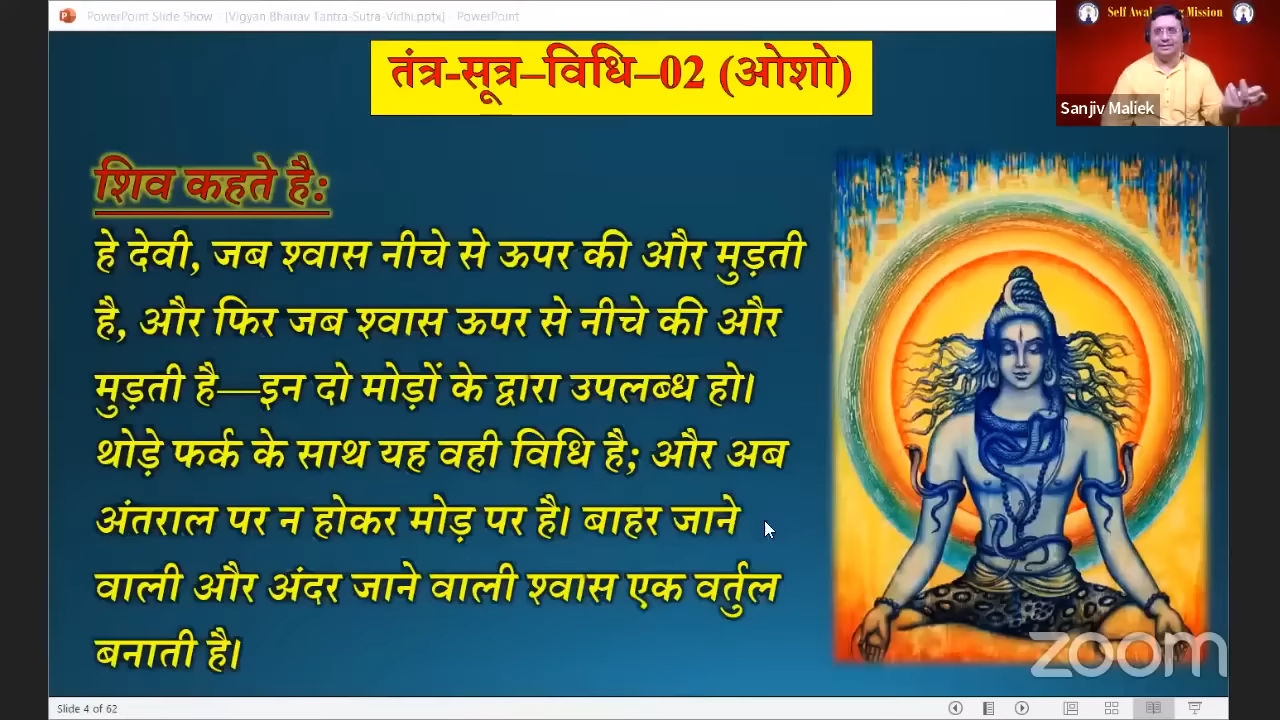 PowerPoint Slide Show - [Vigyan Bhairav Tantra-Sutra-Vidhi.pptx] - PowerPoint
Self Awak
g Mission
तंत्र-सूत्र–विधि–02 (ओशो)
Sanjiv Maliek
शिव कहते है:
हे देवी, जब श्वास नीचे से ऊपर की और मुड़ती
है, और फिर जब श्वास ऊपर से नीचे की और
मुड़ती है—इन दो मोड़ों के द्वारा उपलब्ध हो।
थोड़े फर्क के साथ यह वही विधि है; और अब
अंतराल पर न होकर मोड़ पर है। बाहर जाने
वाली और अंदर जाने वाली श्वास एक वर्तुल
बनाती है।
zoom
Slide 4 of 62